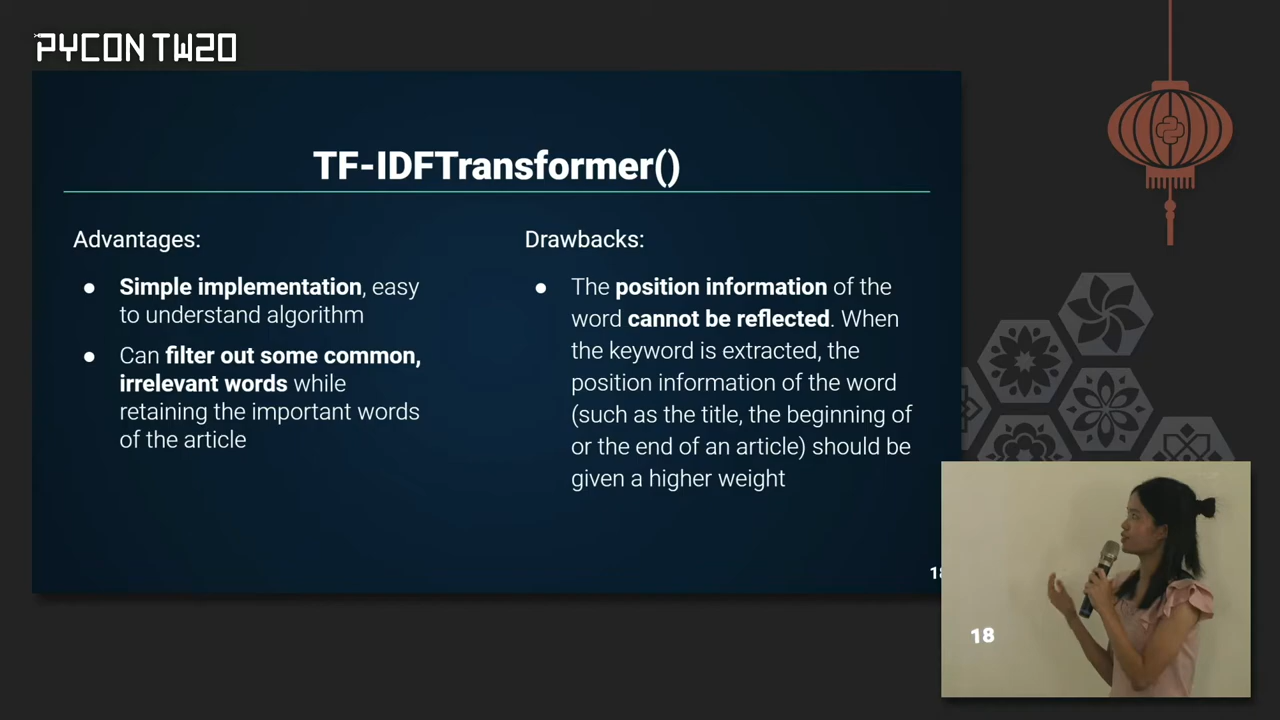 PYCON TW20
TF-IDFTransformer()
Advantages:
● Simple implementation, easy
to understand algorithm
● Can filter out some common,
irrelevant words while
retaining the important words
of the article
Drawbacks:
● The position information of the
word cannot be reflected. When
the keyword is extracted, the
position information of the word
(such as the title, the beginning of
or the end of an article) should be
given a higher weight
18
18